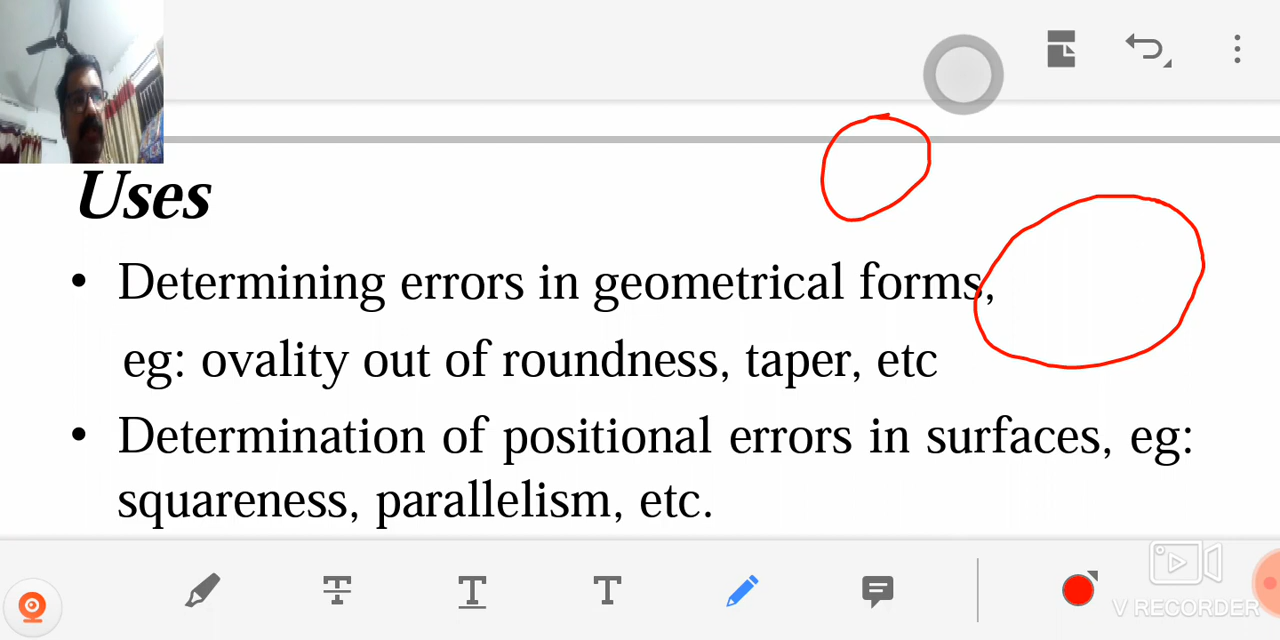 Uses
• Determining errors in geometrical forms,
eg: ovality out of roundness, taper, etc
• Determination of positional errors in surfaces, eg:
squareness, parallelism, etc.
T T T
V RECORDER